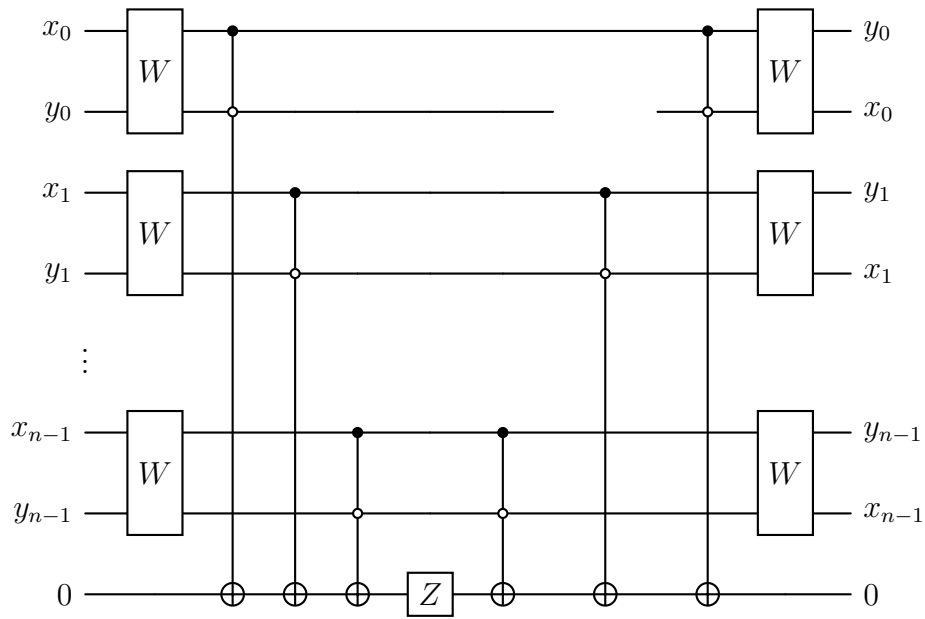 x_0 W W y_0
y_0 x_0
x_1 W W y_1
y_1 x_1
⋮
x_{n−1} W W y_{n−1}
y_{n−1} x_{n−1}
0 Z 0